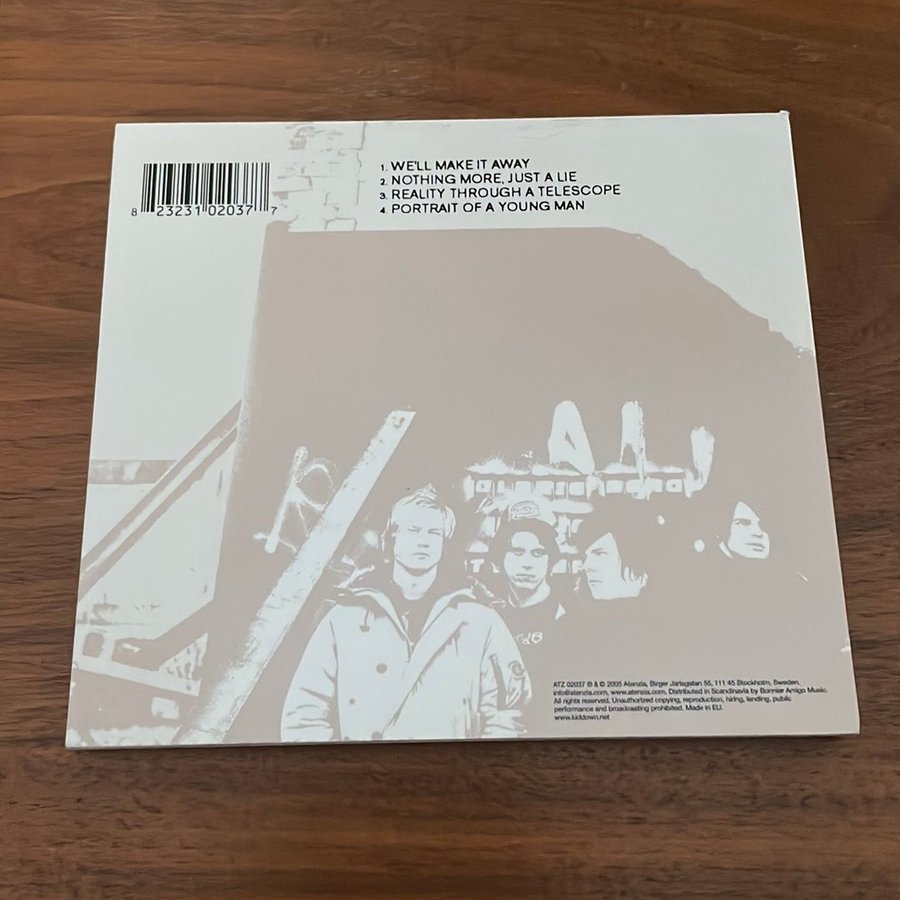 1. WE'LL MAKE IT AWAY
2. NOTHING MORE, JUST A LIE
3. REALITY THROUGH A TELESCOPE
4. PORTRAIT OF A YOUNG MAN
8 23231 02037 7
ATZ 02037 ℗ & © 2005 Atenzia, Birger Jarlsgatan 55, 111 45 Stockholm, Sweden.
info@atenzia.com, www.atenzia.com. Distributed in Scandinavia by Bonnier Amigo Music.
All rights reserved. Unauthorized copying, reproduction, hiring, lending, public
performance and broadcasting prohibited. Made in EU.
www.kiddown.net